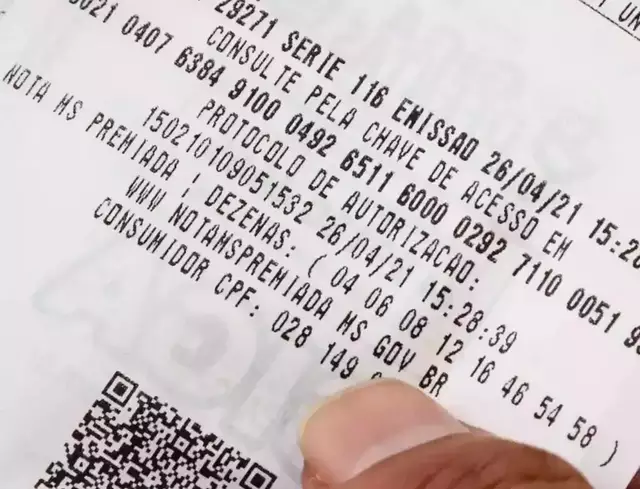 29271 SERIE 116 EMISSAO 26/04/21 15:28
CONSULTE PELA CHAVE DE ACESSO EM
5021 0407 6384 9100 0492 6511 6000 0292 7110 0051 9
PROTOCOLO DE AUTORIZACAO:
150210109051532 26/04/21 15:28:39
NOTA MS PREMIADA | DEZENAS: ( 04 06 08 12 16 46 54 58 )
WWW NOTAMSPREMIADA MS GOV BR
CONSUMIDOR CPF: 028 149